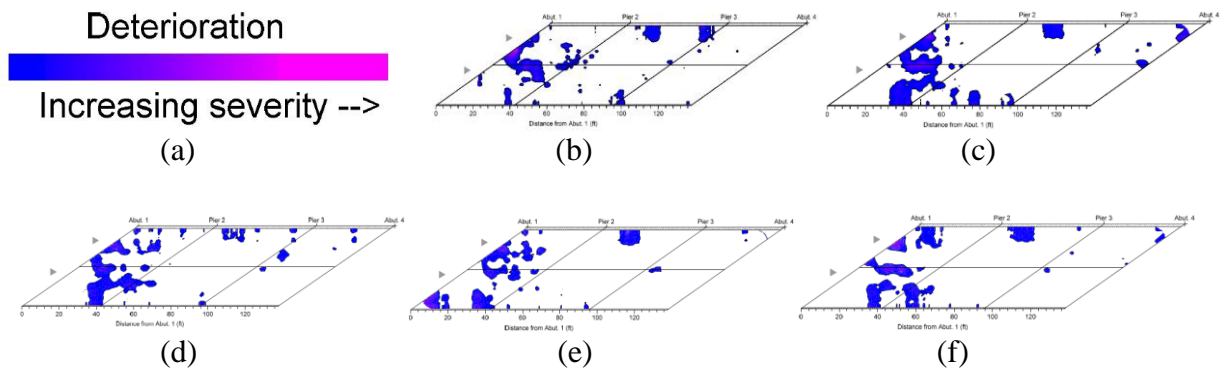 Deterioration
Increasing severity -->
(a)
Abut. 1 Pier 2 Pier 3 Abut. 4
0 20 40 60 80 100 120
Distance from Abut. 1 (ft)
(b)
Abut. 1 Pier 2 Pier 3 Abut. 4
0 20 40 60 80 100 120
Distance from Abut. 1 (ft)
(c)
Abut. 1 Pier 2 Pier 3 Abut. 4
0 20 40 60 80 100 120
Distance from Abut. 1 (ft)
(d)
Abut. 1 Pier 2 Pier 3 Abut. 4
0 20 40 60 80 100 120
Distance from Abut. 1 (ft)
(e)
Abut. 1 Pier 2 Pier 3 Abut. 4
0 20 40 60 80 100 120
Distance from Abut. 1 (ft)
(f)